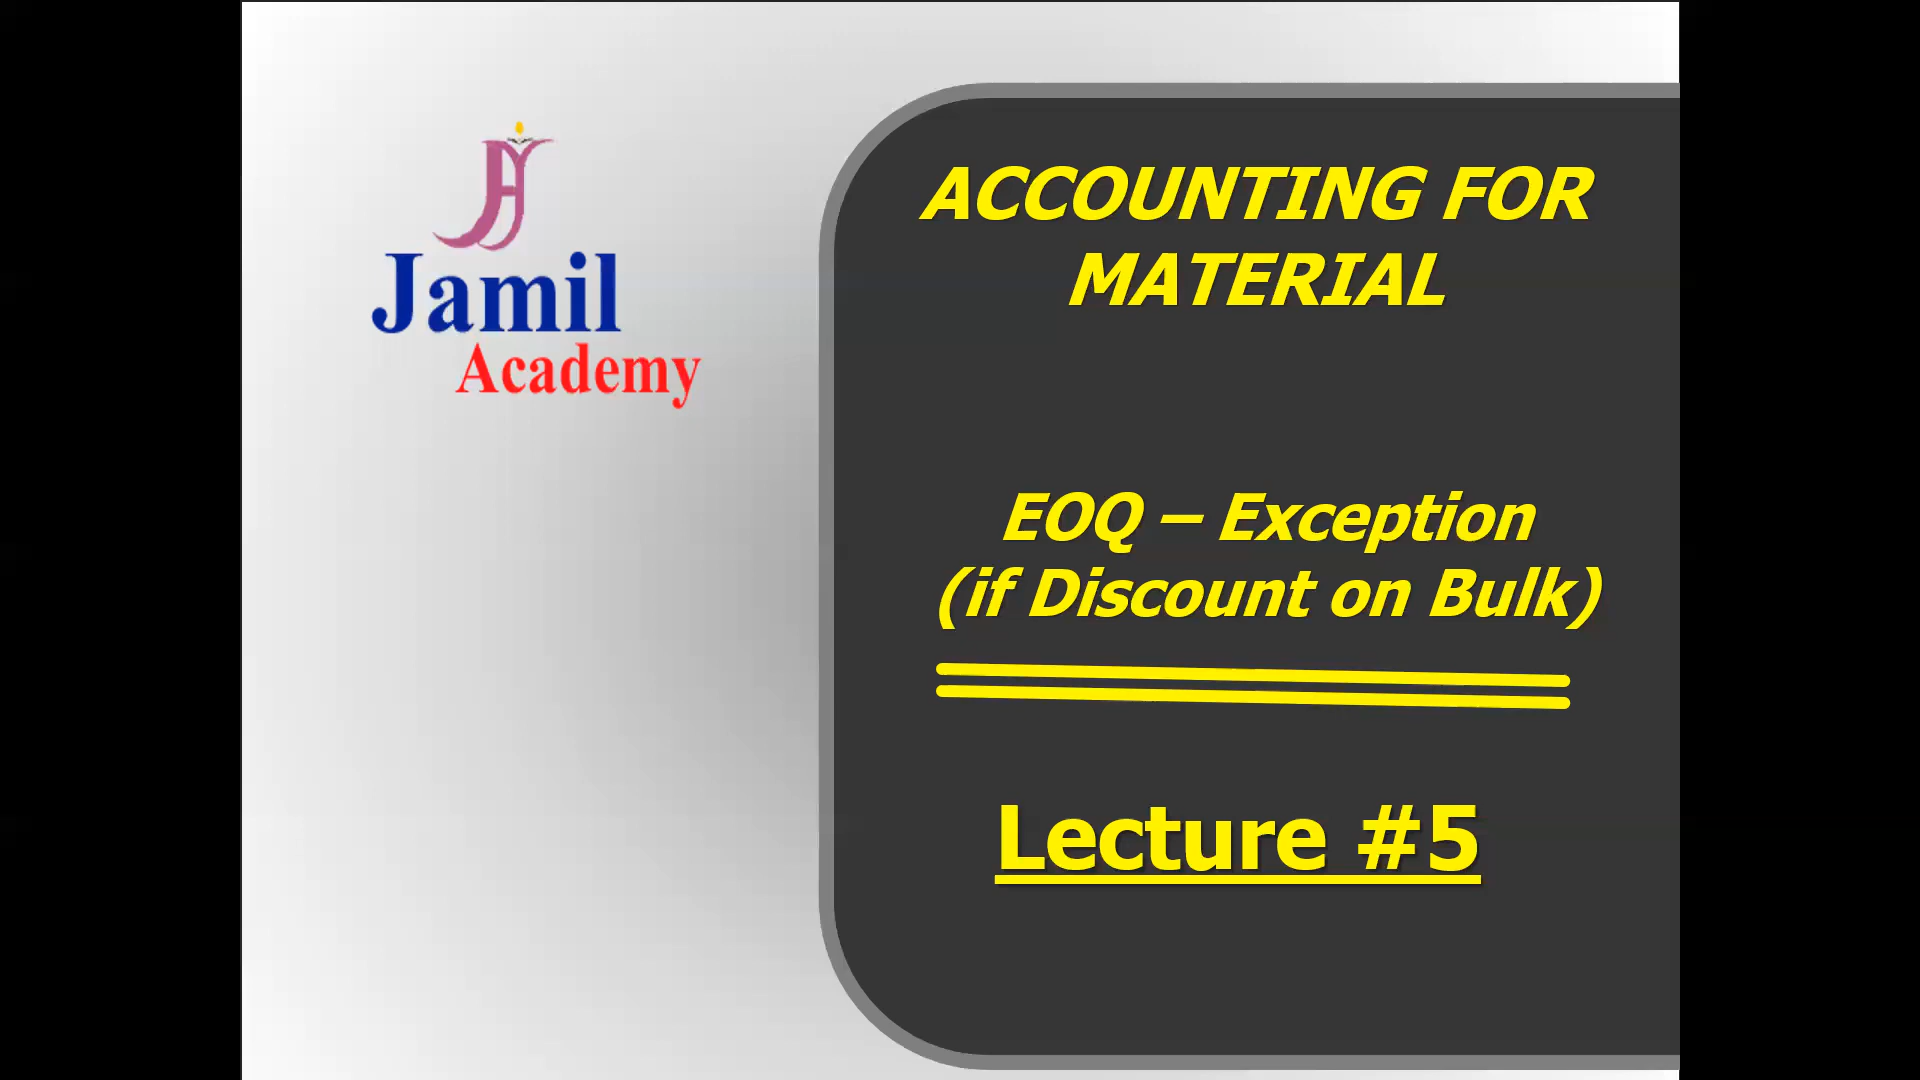 Jamil
Academy
ACCOUNTING FOR
MATERIAL
EOQ – Exception
(if Discount on Bulk)
Lecture #5